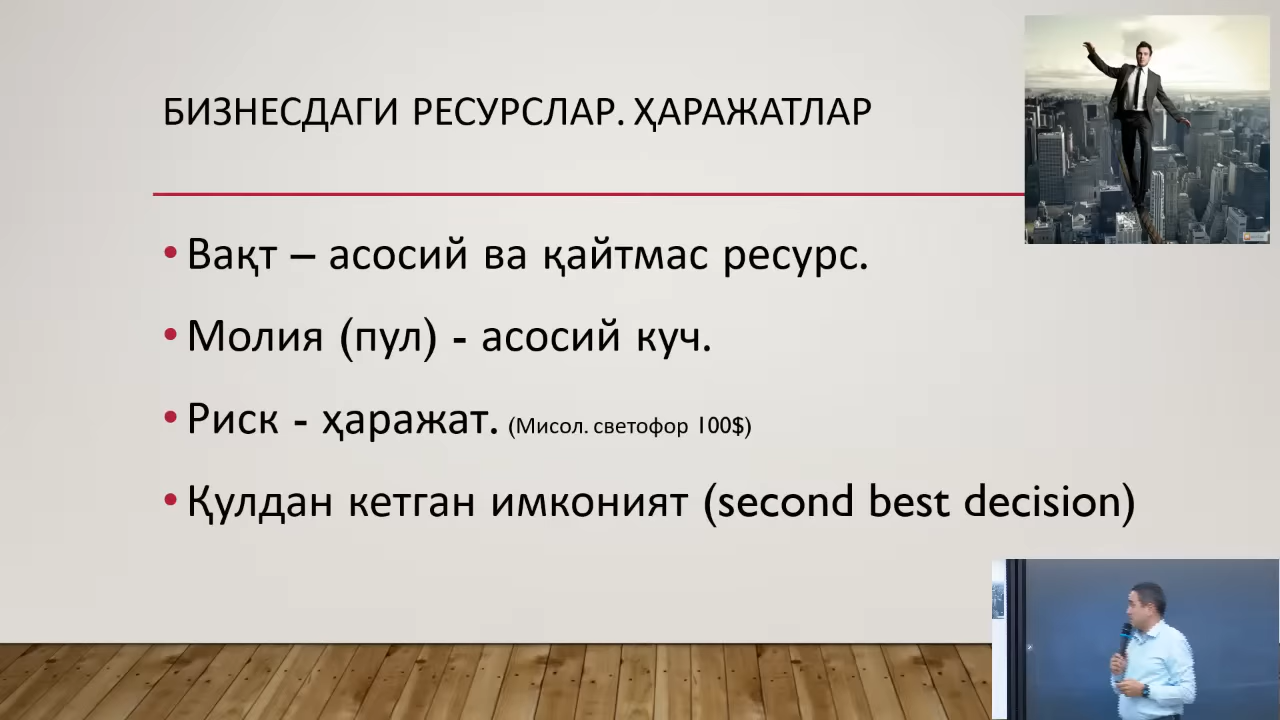 БИЗНЕСДАГИ РЕСУРСЛАР. ҲАРАЖАТЛАР
• Вақт – асосий ва қайтмас ресурс.
• Молия (пул) - асосий куч.
• Риск - ҳаражат. (Мисол. светофор 100$)
• Қулдан кетган имконият (second best decision)